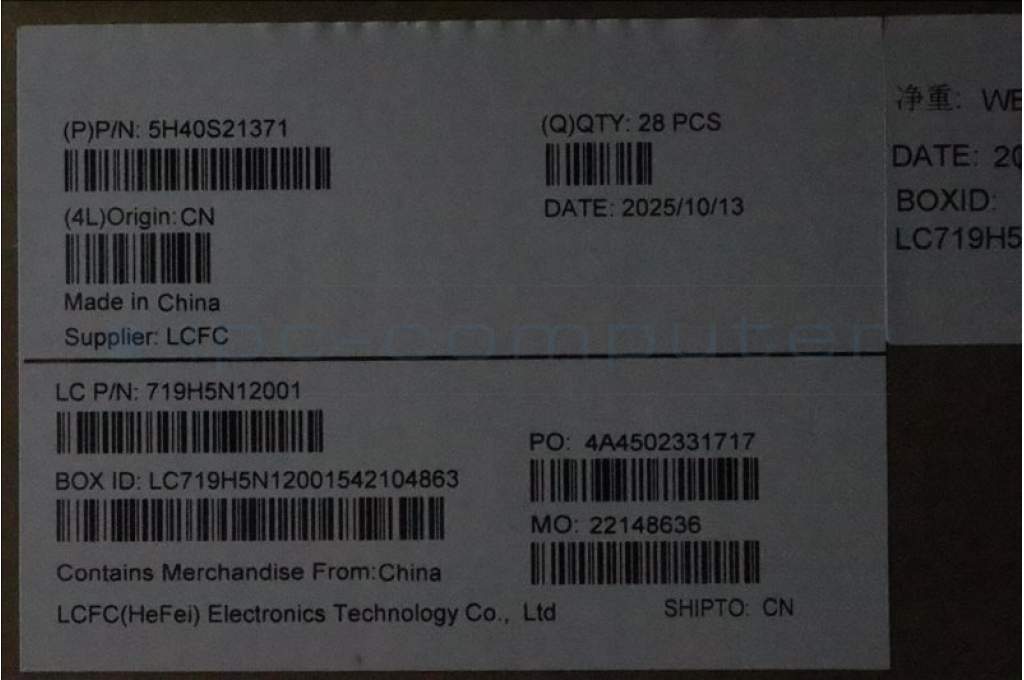 (P)P/N: 5H40S21371
(Q)QTY: 28 PCS
(4L)Origin:CN
DATE: 2025/10/13
Made in China
Supplier: LCFC
pc-computer
LC P/N: 719H5N12001
PO: 4A4502331717
BOX ID: LC719H5N12001542104863
MO: 22148636
Contains Merchandise From:China
LCFC(HeFei) Electronics Technology Co., Ltd
SHIPTO: CN
净重: WE
DATE: 20
BOXID:
LC719H5